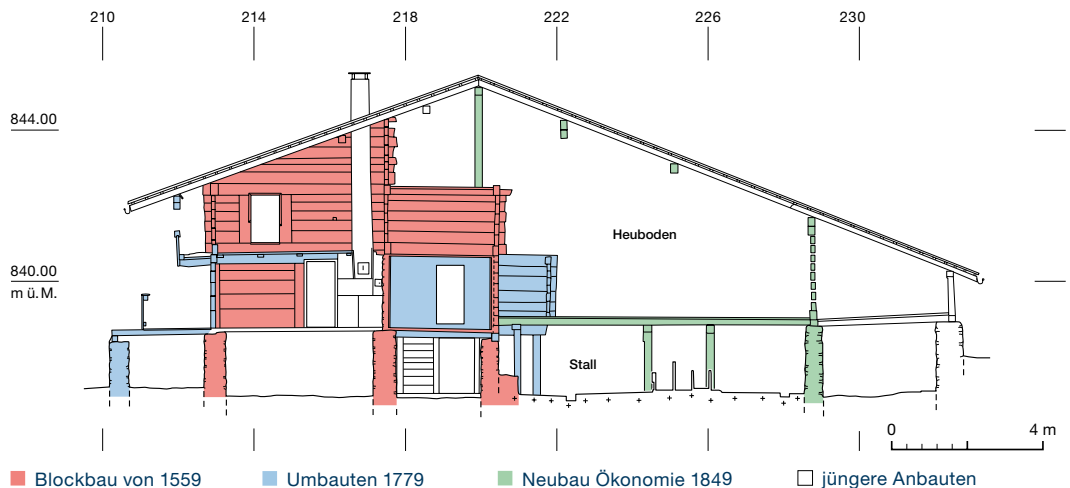 210 214 218 222 226 230
844.00
Heuboden
840.00
m ü. M.
Stall
0 4 m
Blockbau von 1559 Umbauten 1779 Neubau Ökonomie 1849 jüngere Anbauten